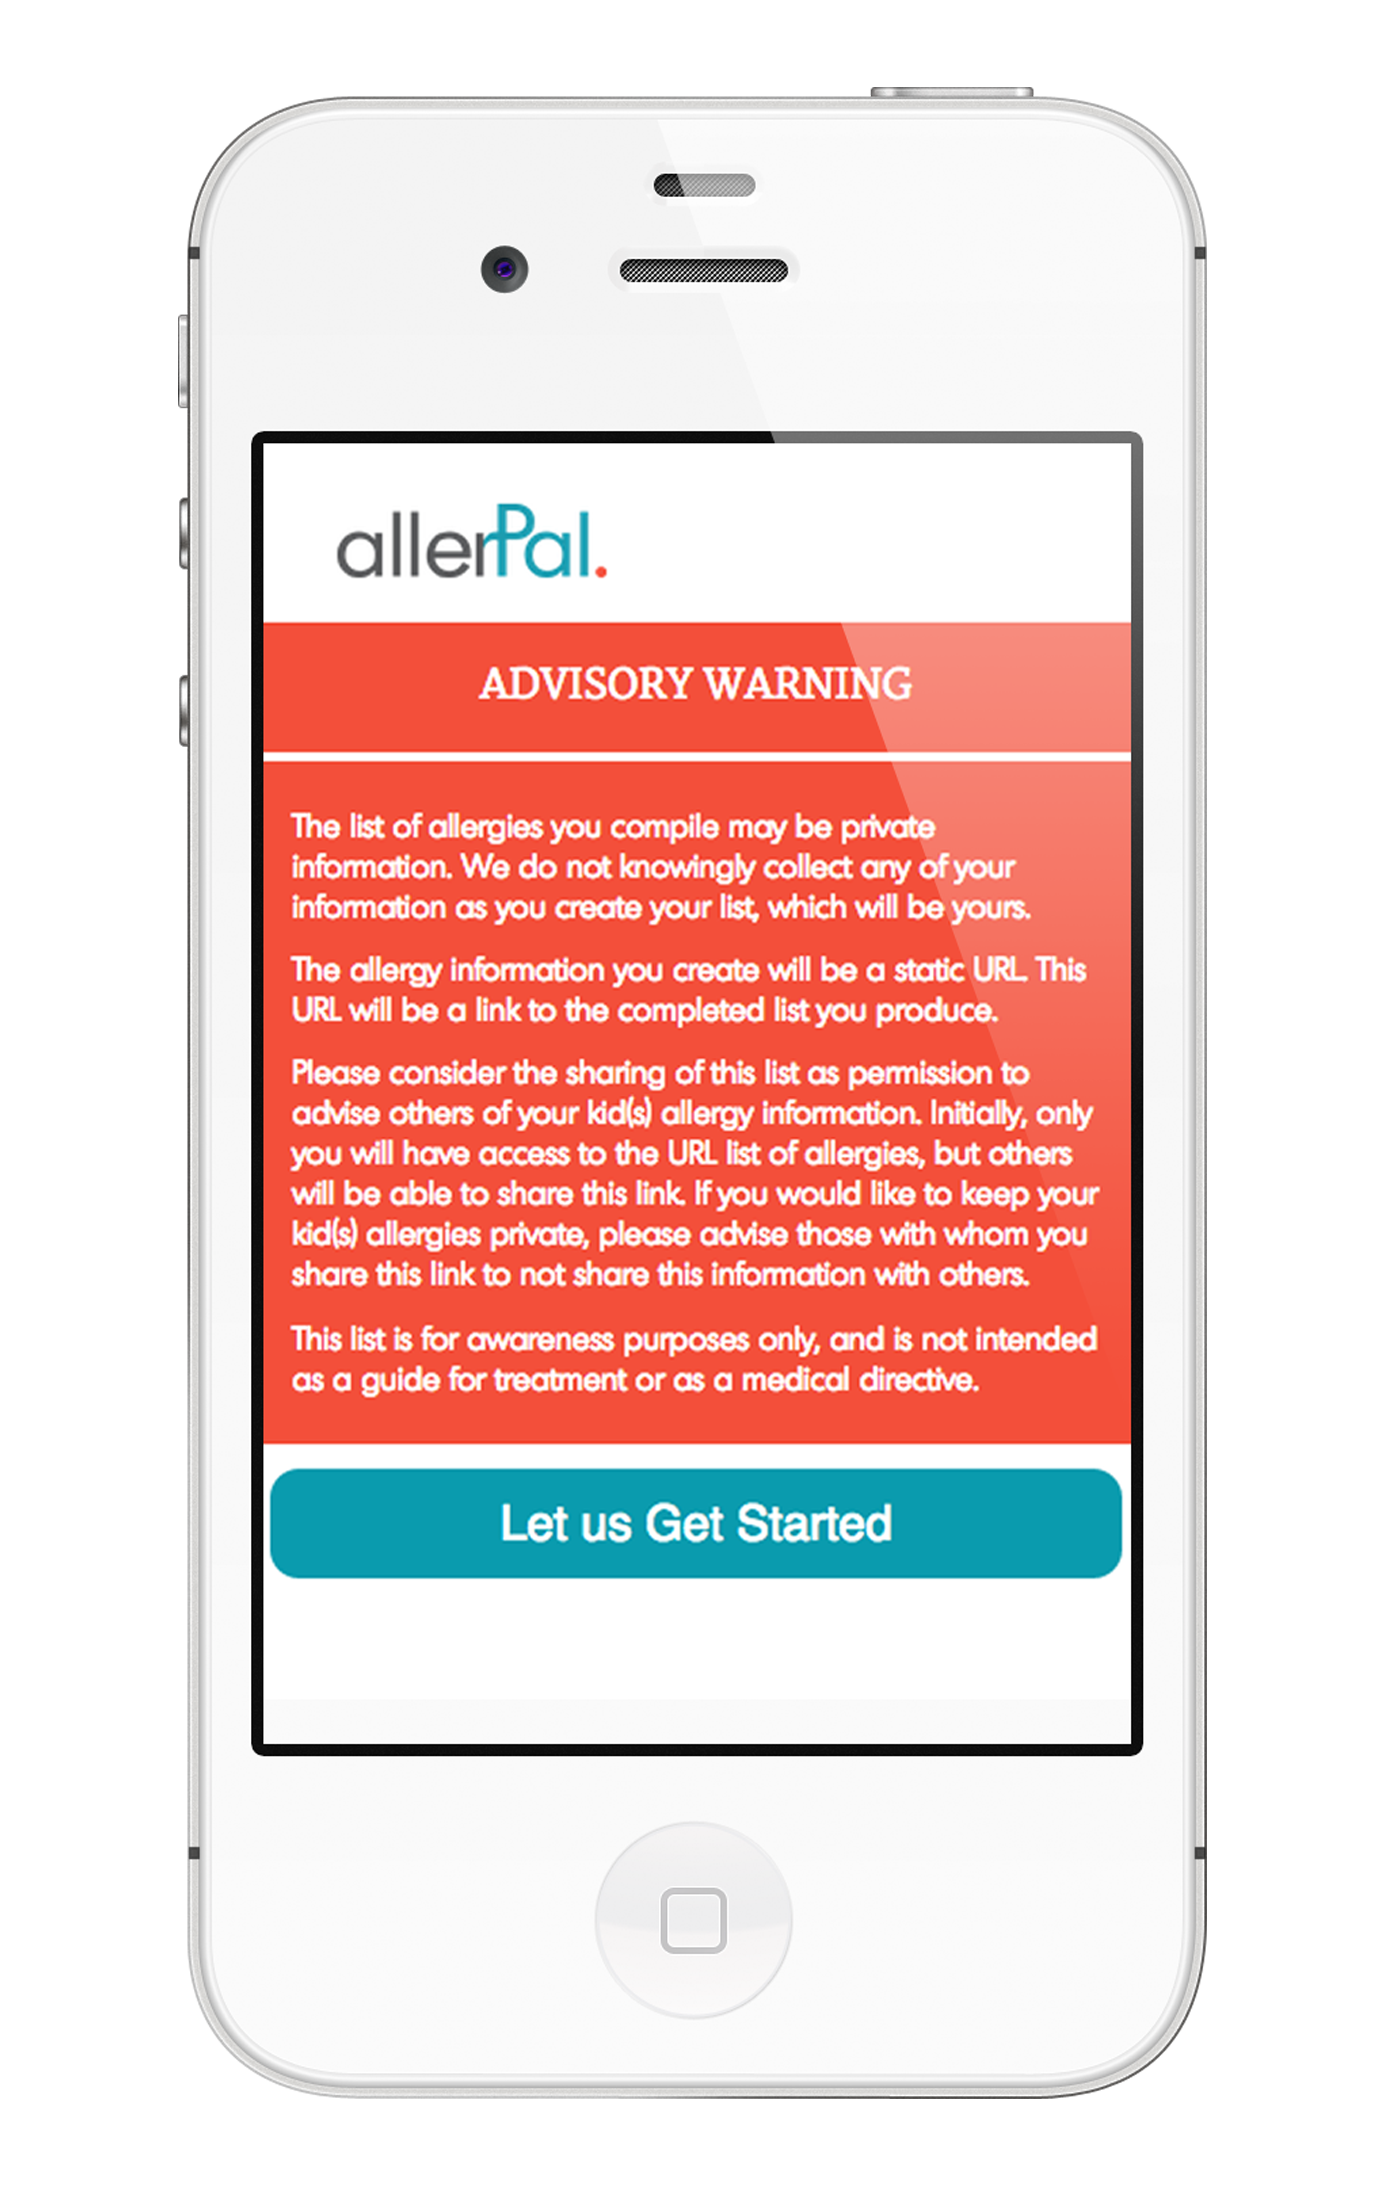 allerPal.
ADVISORY WARNING
The list of allergies you compile may be private
information. We do not knowingly collect any of your
information as you create your list, which will be yours.
The allergy information you create will be a static URL. This
URL will be a link to the completed list you produce.
Please consider the sharing of this list as permission to
advise others of your kid(s) allergy information. Initially, only
you will have access to the URL list of allergies, but others
will be able to share this link. If you would like to keep your
kid(s) allergies private, please advise those with whom you
share this link to not share this information with others.
This list is for awareness purposes only, and is not intended
as a guide for treatment or as a medical directive.
Let us Get Started